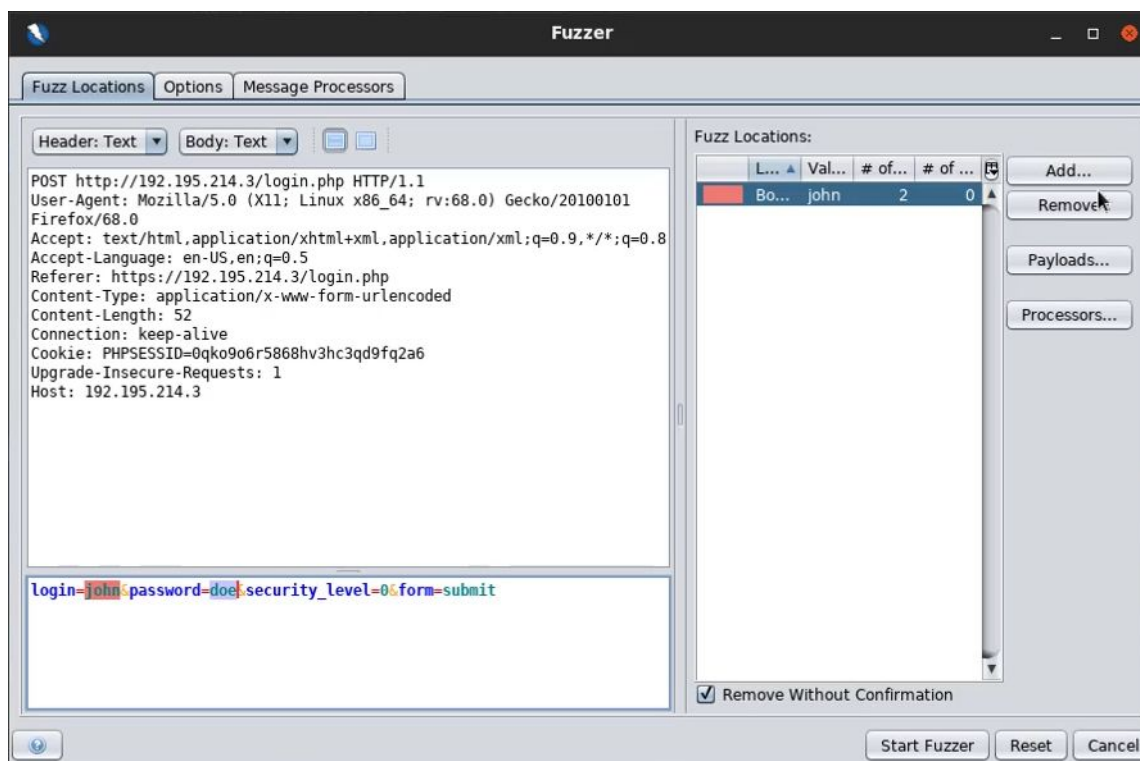 Fuzzer
Fuzz Locations Options Message Processors
Header: Text Body: Text
POST http://192.195.214.3/login.php HTTP/1.1
User-Agent: Mozilla/5.0 (X11; Linux x86_64; rv:68.0) Gecko/20100101
Firefox/68.0
Accept: text/html,application/xhtml+xml,application/xml;q=0.9,*/*;q=0.8
Accept-Language: en-US,en;q=0.5
Referer: https://192.195.214.3/login.php
Content-Type: application/x-www-form-urlencoded
Content-Length: 52
Connection: keep-alive
Cookie: PHPSESSID=0qko9o6r5868hv3hc3qd9fq2a6
Upgrade-Insecure-Requests: 1
Host: 192.195.214.3
login=john&password=doe&security_level=0&form=submit
Fuzz Locations:
L... Val... # of... # of ...
Bo... john 2 0
Add...
Remove
Payloads...
Processors...
Remove Without Confirmation
Start Fuzzer Reset Cancel